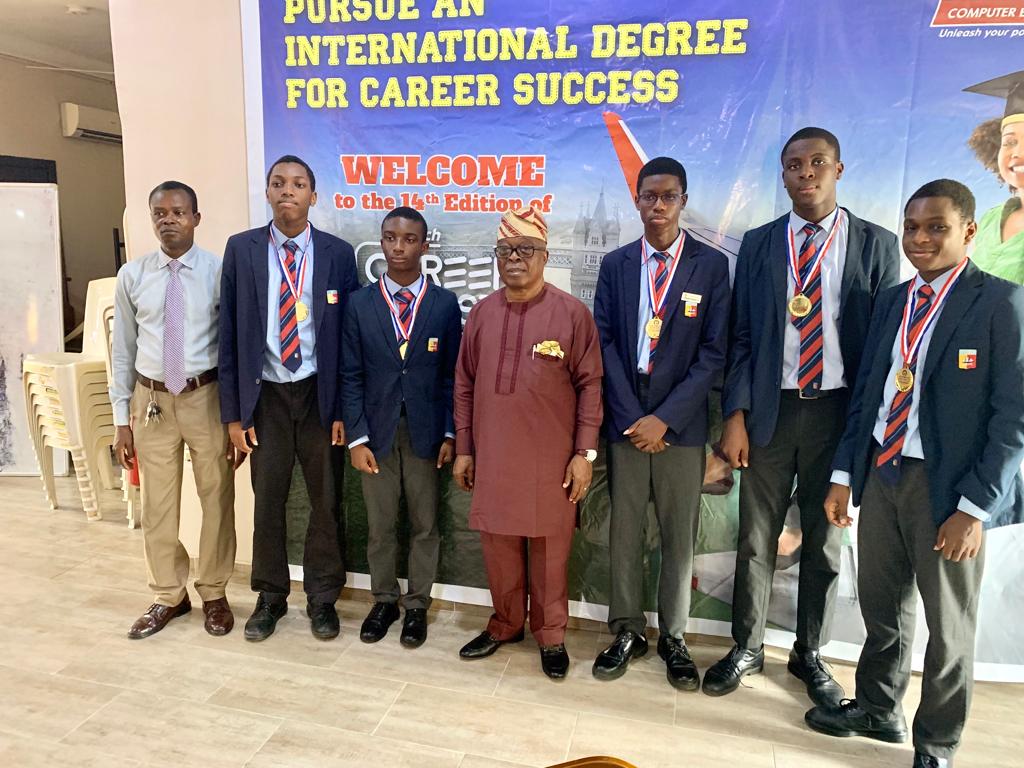 PURSUE AN
INTERNATIONAL DEGREE
FOR CAREER SUCCESS
COMPUTER
Unleash your
WELCOME
to the 14th Edition of